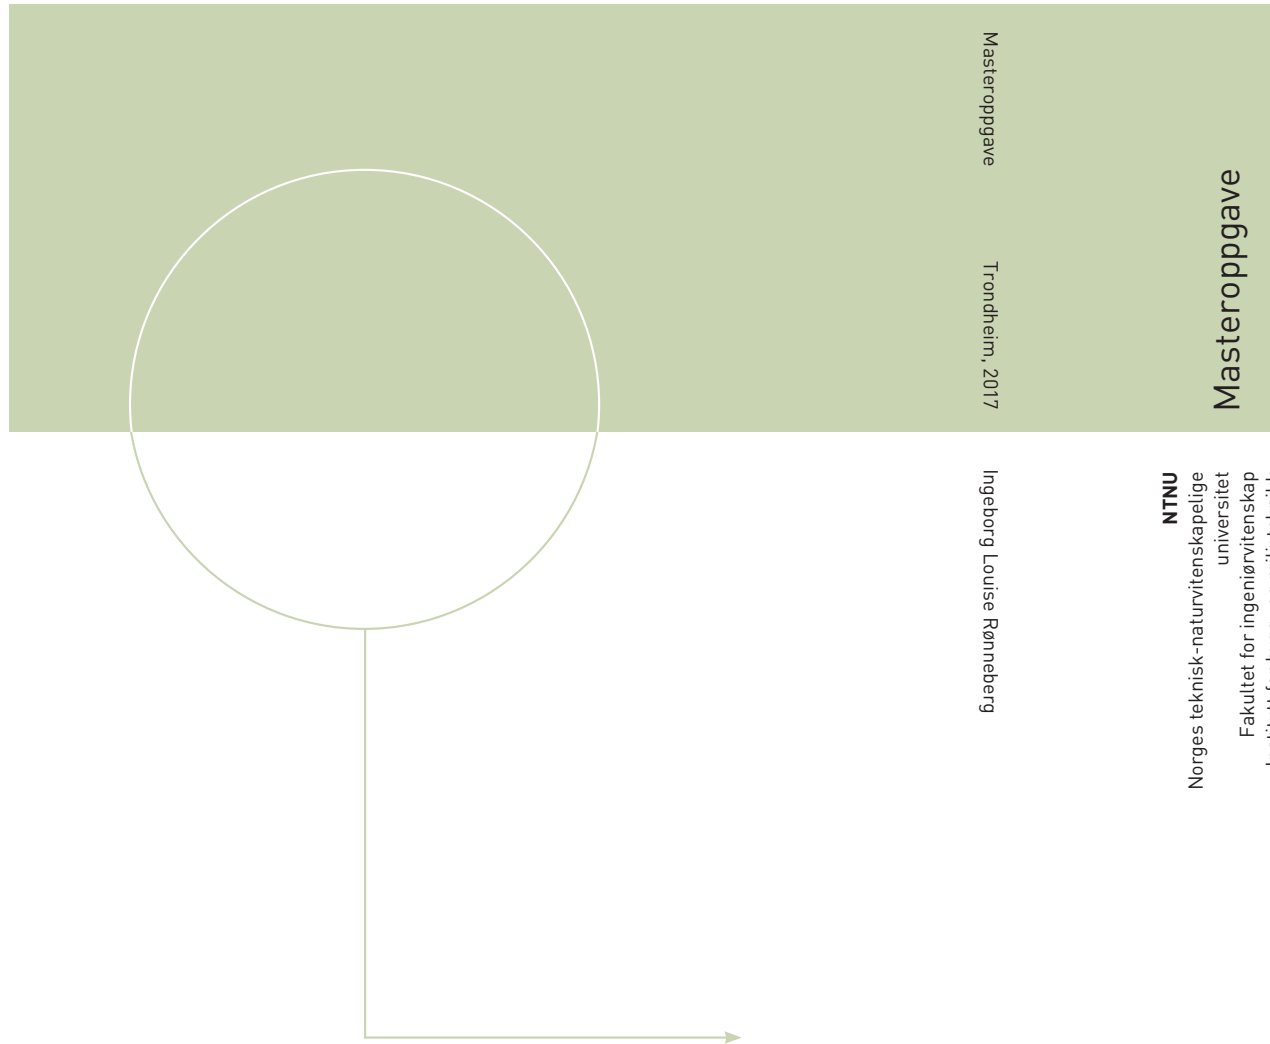 Masteroppgave
Trondheim, 2017
Ingeborg Louise Rønneberg
Masteroppgave
NTNU
Norges teknisk-naturvitenskapelige
universitet
Fakultet for ingeniørvitenskap